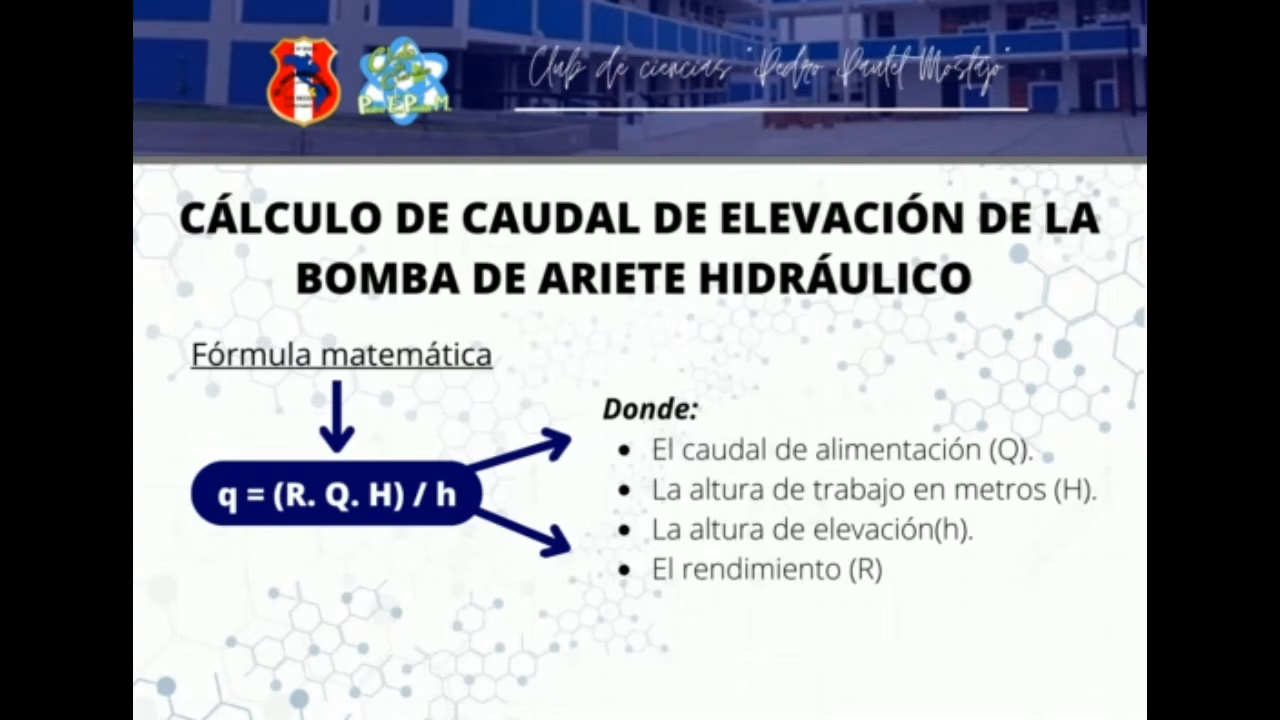 Club de ciencias "Pedro Paulet Mostajo"
CÁLCULO DE CAUDAL DE ELEVACIÓN DE LA
BOMBA DE ARIETE HIDRÁULICO
Fórmula matemática
q = (R. Q. H) / h
Donde:
El caudal de alimentación (Q).
La altura de trabajo en metros (H).
La altura de elevación(h).
El rendimiento (R)